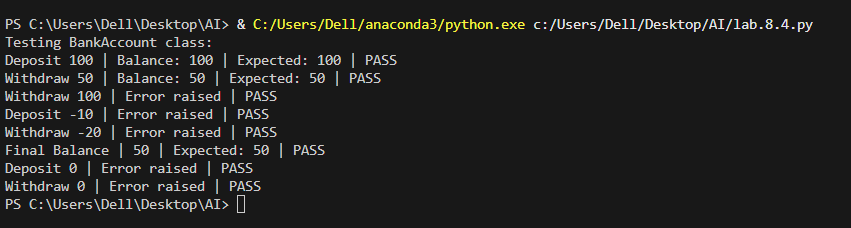 PS C:\Users\Dell\Desktop\AI> & C:/Users/Dell/anaconda3/python.exe c:/Users/Dell/Desktop/AI/lab.8.4.py
Testing BankAccount class:
Deposit 100 | Balance: 100 | Expected: 100 | PASS
Withdraw 50 | Balance: 50 | Expected: 50 | PASS
Withdraw 100 | Error raised | PASS
Deposit -10 | Error raised | PASS
Withdraw -20 | Error raised | PASS
Final Balance | 50 | Expected: 50 | PASS
Deposit 0 | Error raised | PASS
Withdraw 0 | Error raised | PASS
PS C:\Users\Dell\Desktop\AI>